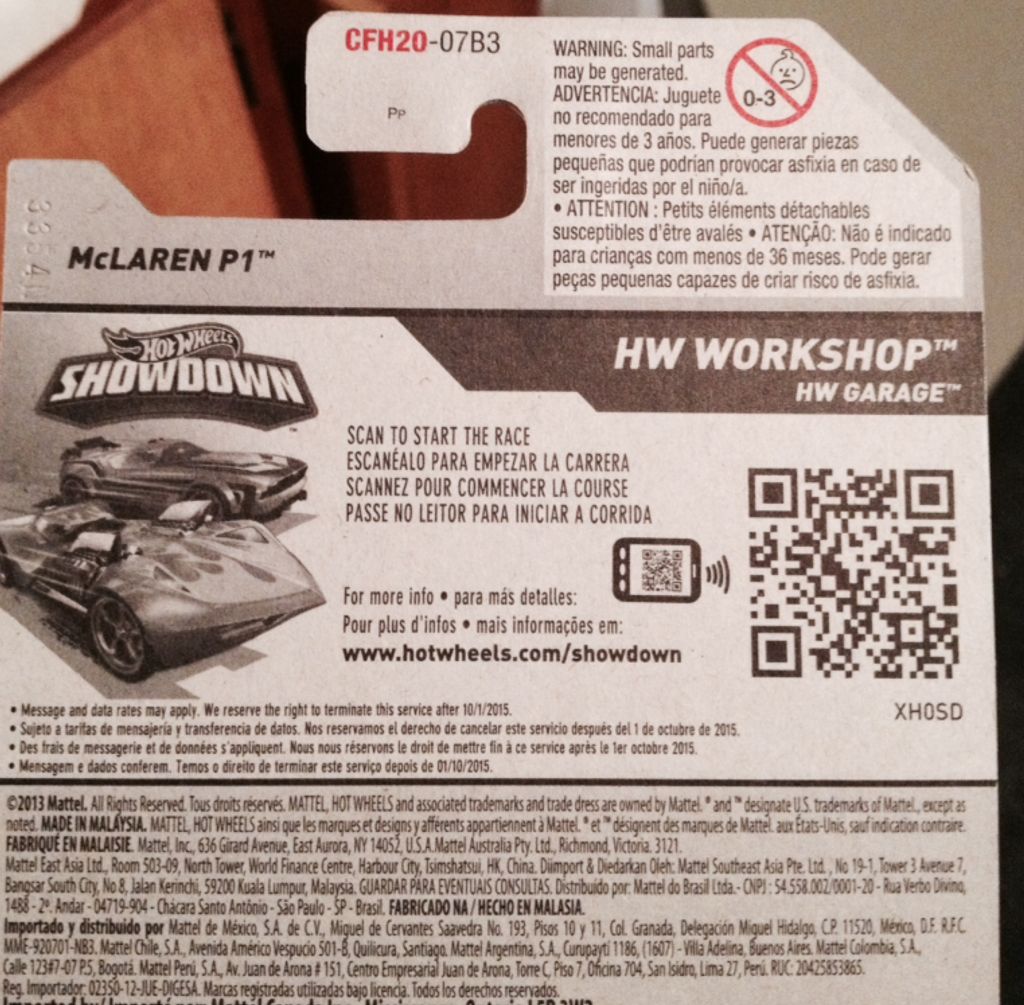 CFH20-07B3
PP
WARNING: Small parts
may be generated.
ADVERTENCIA: Juguete
no recomendado para
menores de 3 años. Puede generar piezas
pequeñas que podrían provocar asfixia en caso de
ser ingeridas por el niño/a.
• ATTENTION : Petits éléments détachables
susceptibles d'être avalés • ATENÇÃO: Não é indicado
para crianças com menos de 36 meses. Pode gerar
peças pequenas capazes de criar risco de asfixia.
0-3
McLAREN P1™
HOT WHEELS
SHOWDOWN™
HW WORKSHOP™
HW GARAGE™
SCAN TO START THE RACE
ESCANÉALO PARA EMPEZAR LA CARRERA
SCANNEZ POUR COMMENCER LA COURSE
PASSE NO LEITOR PARA INICIAR A CORRIDA
For more info • para más detalles:
Pour plus d'infos • mais informações em:
www.hotwheels.com/showdown
XH0SD
• Message and data rates may apply. We reserve the right to terminate this service after 10/1/2015.
• Sujeto a tarifas de mensajería y transferencia de datos. Nos reservamos el derecho de cancelar este servicio después del 1 de octubre de 2015.
• Des frais de messagerie et de données s'appliquent. Nous nous réservons le droit de mettre fin à ce service après le 1er octobre 2015.
• Mensagem e dados conferem. Temos o direito de terminar este serviço depois de 01/10/2015.
©2013 Mattel. All Rights Reserved. Tous droits réservés. MATTEL, HOT WHEELS and associated trademarks and trade dress are owned by Mattel. ® and ™ designate U.S. trademarks of Mattel., except as
noted. MADE IN MALAYSIA. MATTEL, HOT WHEELS ainsi que les marques et designs y afférents appartiennent à Mattel. ® et ™ désignent des marques de Mattel. aux États-Unis, sauf indication contraire.
FABRIQUÉ EN MALAISIE. Mattel, Inc., 636 Girard Avenue, East Aurora, NY 14052, U.S.A.Mattel Australia Pty. Ltd., Richmond, Victoria. 3121.
Mattel East Asia Ltd., Room 503-09, North Tower, World Finance Centre, Harbour City, Tsimshatsui, HK, China. Diimport & Diedarkan Oleh: Mattel Southeast Asia Pte. Ltd. , No 19-1, Tower 3 Avenue 7,
Bangsar South City, No 8, Jalan Kerinchi, 59200 Kuala Lumpur, Malaysia. GUARDAR PARA EVENTUAIS CONSULTAS. Distribuido por: Mattel do Brasil Ltda.- CNPJ : 54.558.002/0001-20 - Rua Verbo Divino,
1488 - 2º. Andar - 04719-904 - Chácara Santo Antônio - São Paulo - SP - Brasil. FABRICADO NA / HECHO EN MALASIA.
Importado y distribuido por Mattel de México, S.A. de C.V., Miguel de Cervantes Saavedra No. 193, Pisos 10 y 11, Col. Granada, Delegación Miguel Hidalgo, C.P. 11520, México, D.F. R.F.C.
MME-920701-NB3. Mattel Chile, S.A., Avenida Américo Vespucio 501-B, Quilicura, Santiago. Mattel Argentina, S.A., Curupaytí 1186, (1607) - Villa Adelina, Buenos Aires. Mattel Colombia, S.A.,
Calle 123#7-07 P.5, Bogotá. Mattel Perú, S.A., Av. Juan de Arona # 151, Centro Empresarial Juan de Arona, Torre C, Piso 7, Oficina 704, San Isidro, Lima 27, Perú. RUC: 20425853865.
Reg. Importador: 02350-12-JUE-DIGESA. Marcas registradas utilizadas bajo licencia. Todos los derechos reservados.